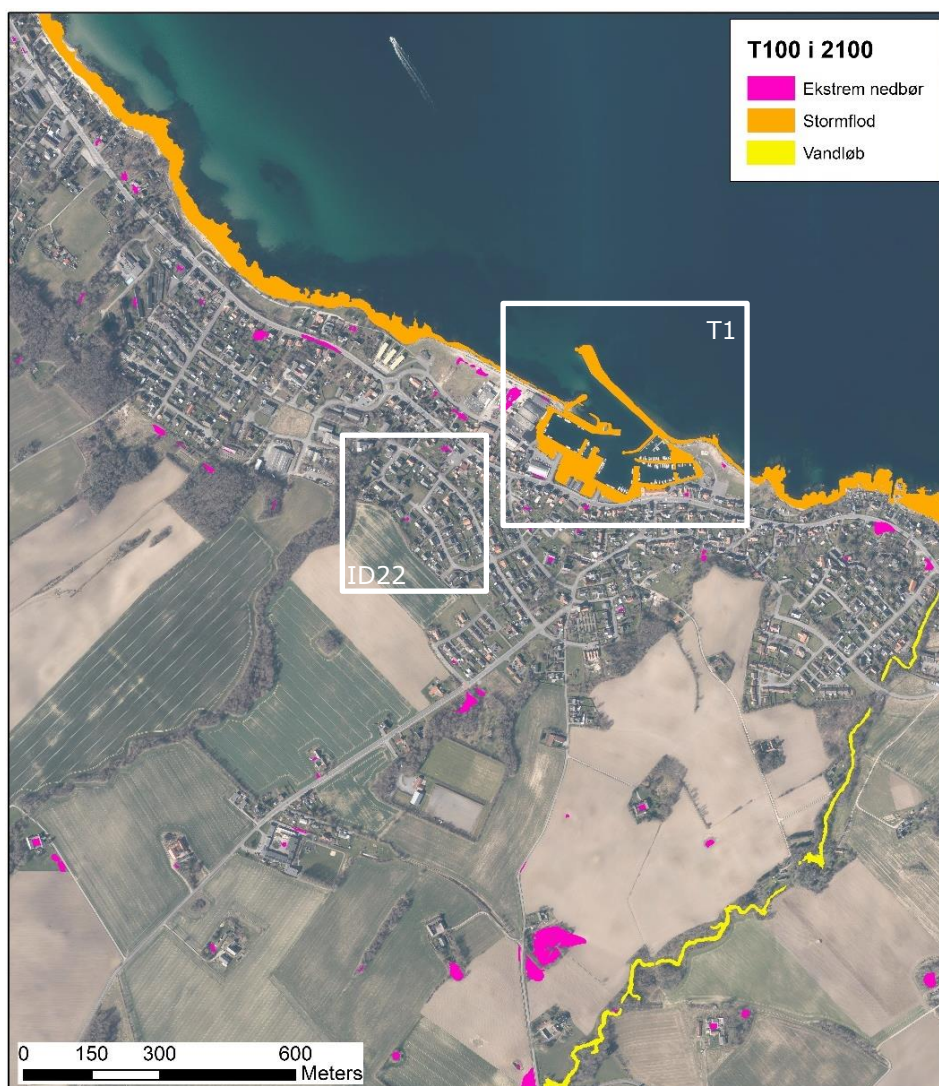 T100 i 2100
Ekstrem nedbør
Stormflod
Vandløb
T1
ID22
0 150 300 600
Meters